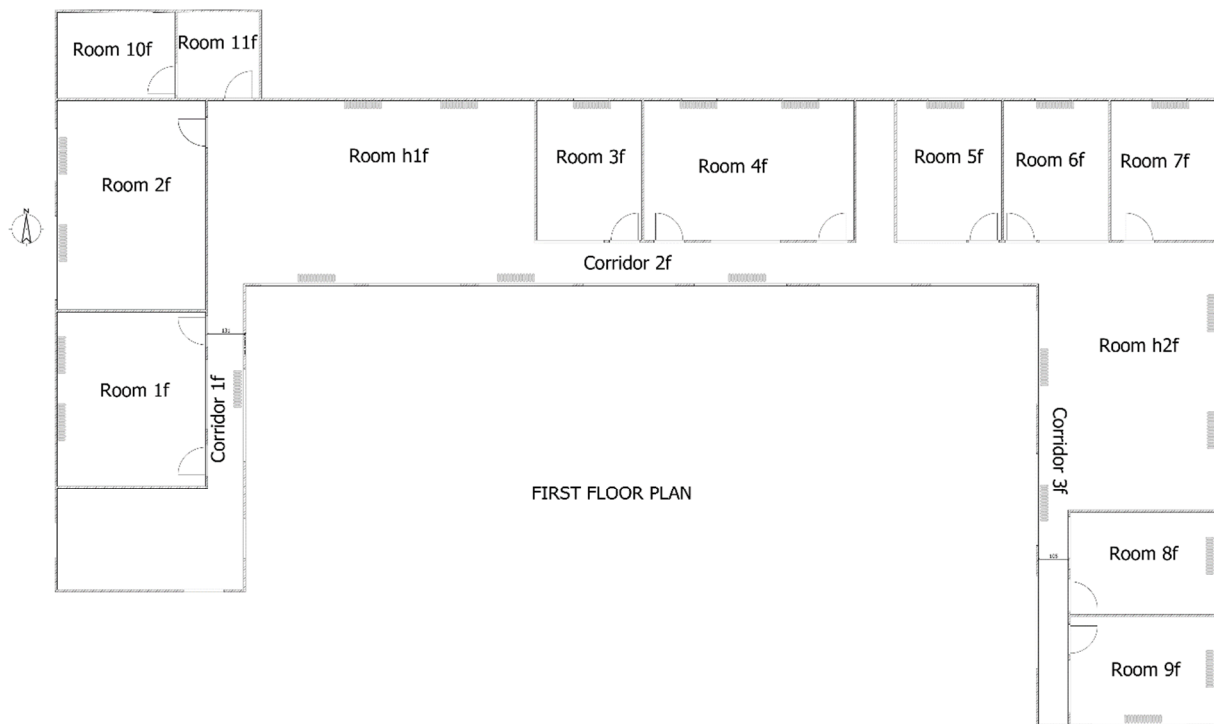 Room 10f
Room 11f
Room h1f
Room 3f
Room 4f
Room 5f
Room 6f
Room 7f
Room 2f
N
Corridor 2f
131
Room h2f
Room 1f
Corridor 1f
Corridor 3f
FIRST FLOOR PLAN
Room 8f
Room 9f